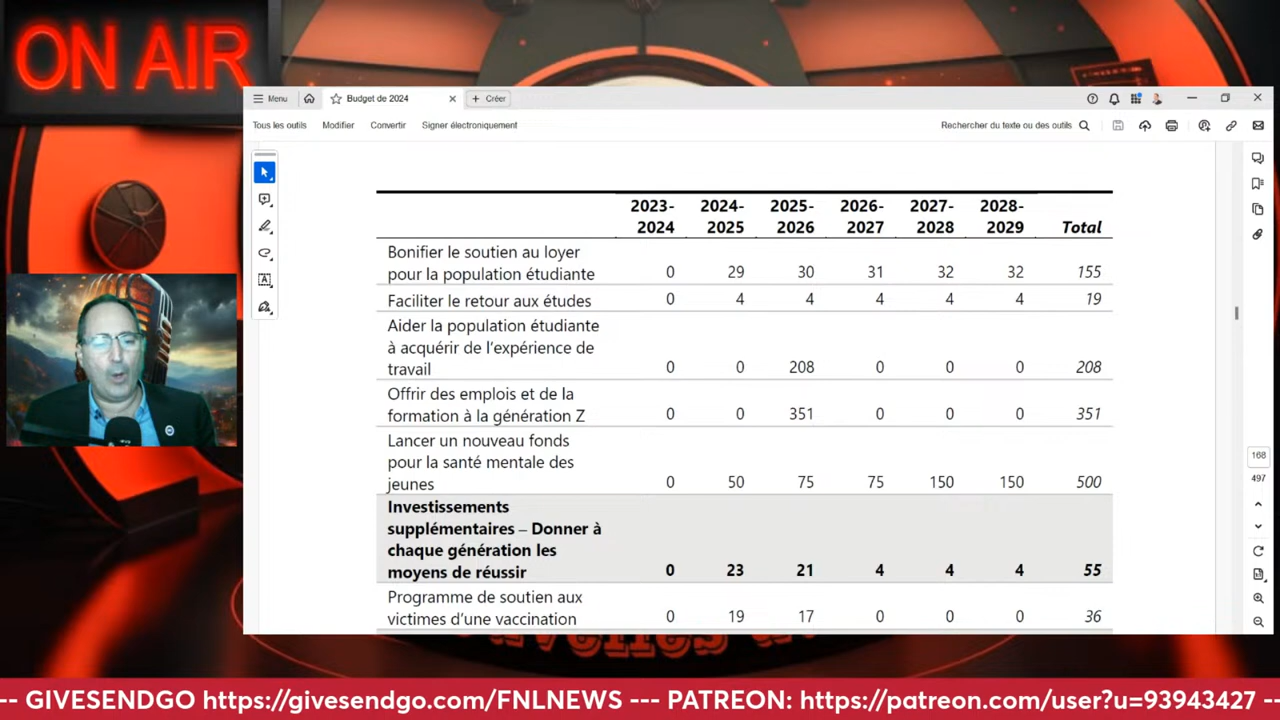 ON AIR
Menu
Budget de 2024
Créer
Tous les outils
Modifier
Convertir
Signer électroniquement
Rechercher du texte ou des outils
2023- 2024- 2025- 2026- 2027- 2028-
2024 2025 2026 2027 2028 2029 Total
Bonifier le soutien au loyer
pour la population étudiante 0 29 30 31 32 32 155
Faciliter le retour aux études 0 4 4 4 4 4 19
Aider la population étudiante
à acquérir de l'expérience de
travail 0 0 208 0 0 0 208
Offrir des emplois et de la
formation à la génération Z 0 0 351 0 0 0 351
Lancer un nouveau fonds
pour la santé mentale des
jeunes 0 50 75 75 150 150 500
Investissements
supplémentaires – Donner à
chaque génération les
moyens de réussir 0 23 21 4 4 4 55
Programme de soutien aux
victimes d'une vaccination 0 19 17 0 0 0 36
168
497
-- GIVESENDGO https://givesendgo.com/FNLNEWS --- PATREON: https://patreon.com/user?u=93943427 --